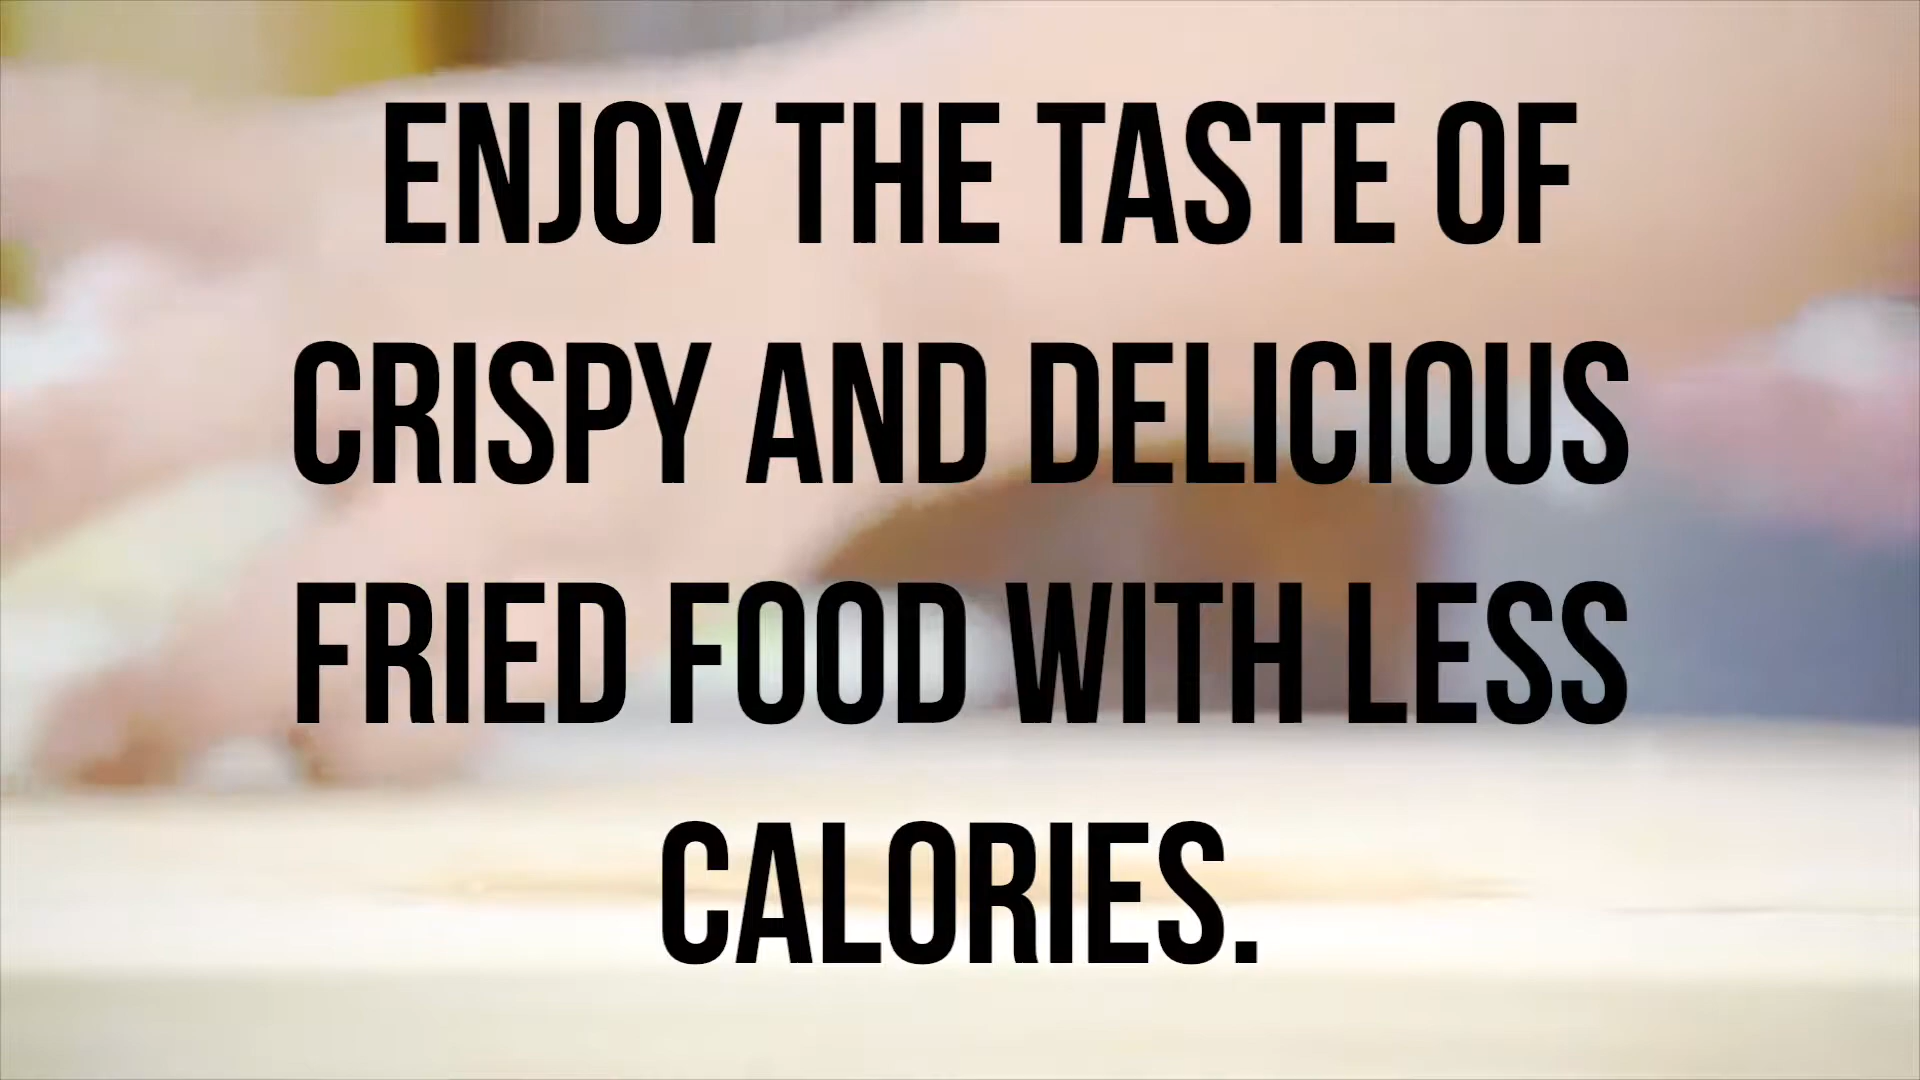 ENJOY THE TASTE OF
CRISPY AND DELICIOUS
FRIED FOOD WITH LESS
CALORIES.